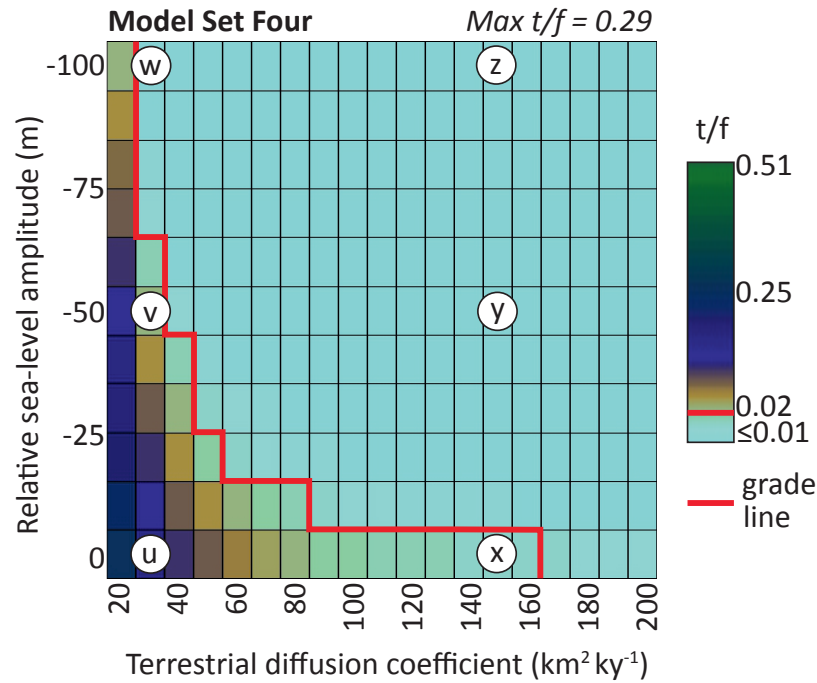 Model Set Four
Max t/f = 0.29
Relative sea-level amplitude (m)
-100
-75
-50
-25
0
w
z
v
y
u
x
20
40
60
80
100
120
140
160
180
200
Terrestrial diffusion coefficient (km² ky⁻¹)
t/f
0.51
0.25
0.02
≤0.01
grade
line